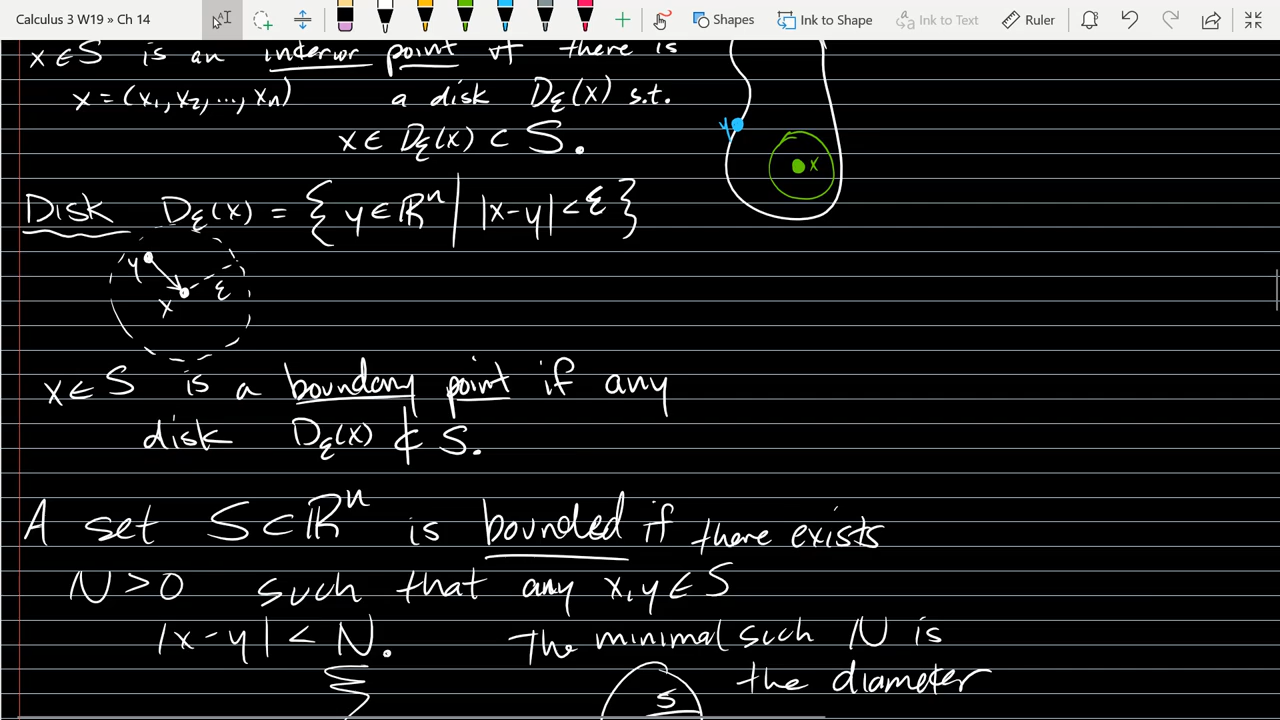 Calculus 3 W19 » Ch 14
Shapes
Ink to Shape
Ink to Text
Ruler
x ∈ S is an interior point if there is
x = (x₁, x₂, ..., xₙ) a disk Dε(x) s.t.
x ∈ Dε(x) ⊂ S.
y
x
Disk Dε(x) = { y ∈ ℝⁿ | |x-y| < ε }
y
x
ε
x ∈ S is a boundary point if any
disk Dε(x) ⊄ S.
A set S ⊂ ℝⁿ is bounded if there exists
N > 0 such that any x, y ∈ S
|x - y| < N. The minimal such N is
the diameter
S